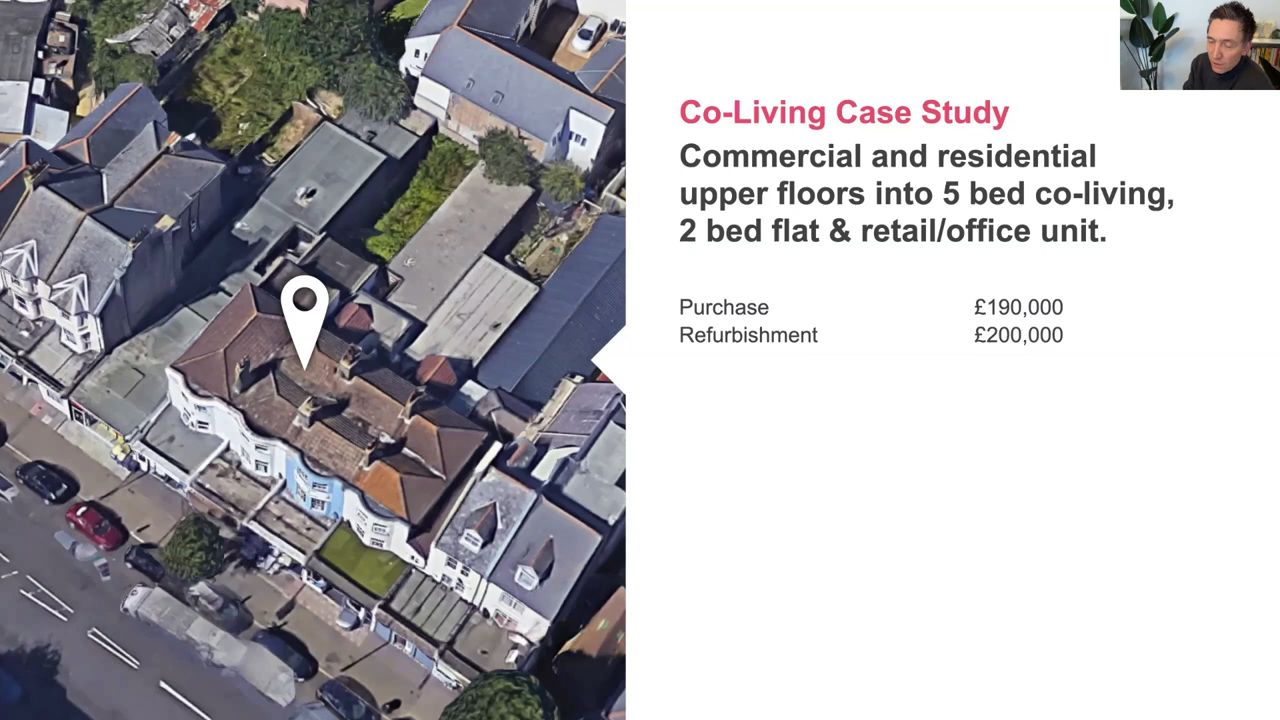 Co-Living Case Study
Commercial and residential
upper floors into 5 bed co-living,
2 bed flat & retail/office unit.
Purchase £190,000
Refurbishment £200,000